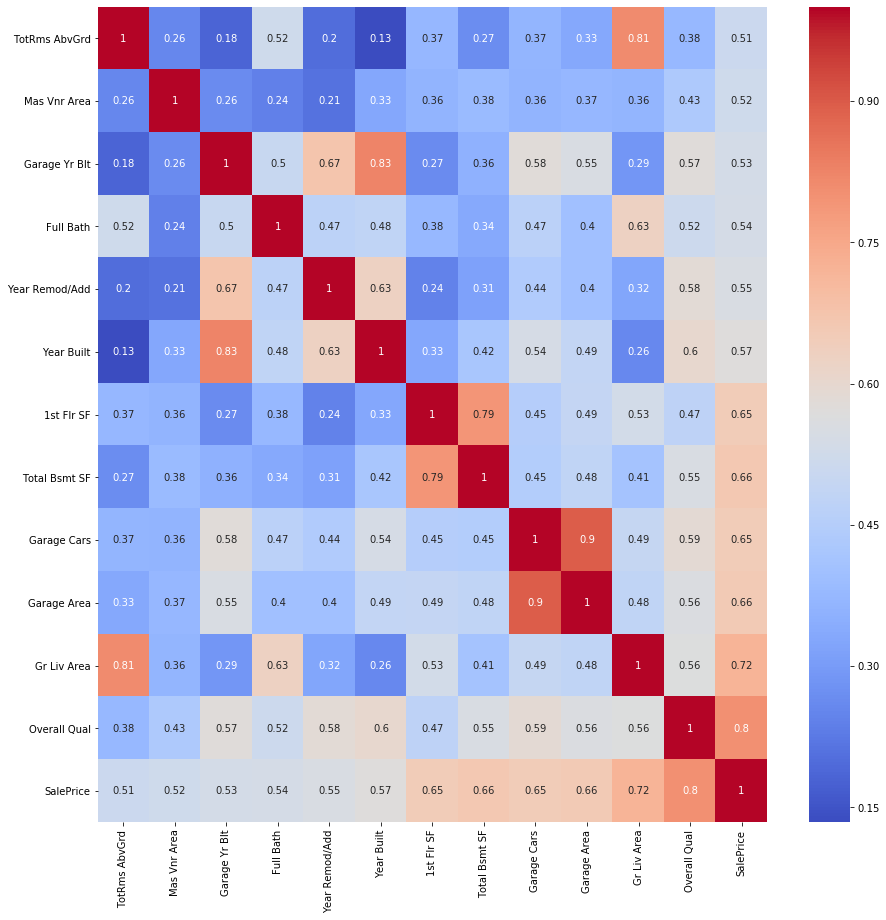 TotRms AbvGrd 1 0.26 0.18 0.52 0.2 0.13 0.37 0.27 0.37 0.33 0.81 0.38 0.51
Mas Vnr Area 0.26 1 0.26 0.24 0.21 0.33 0.36 0.38 0.36 0.37 0.36 0.43 0.52
Garage Yr Blt 0.18 0.26 1 0.5 0.67 0.83 0.27 0.36 0.58 0.55 0.29 0.57 0.53
Full Bath 0.52 0.24 0.5 1 0.47 0.48 0.38 0.34 0.47 0.4 0.63 0.52 0.54
Year Remod/Add 0.2 0.21 0.67 0.47 1 0.63 0.24 0.31 0.44 0.4 0.32 0.58 0.55
Year Built 0.13 0.33 0.83 0.48 0.63 1 0.33 0.42 0.54 0.49 0.26 0.6 0.57
1st Flr SF 0.37 0.36 0.27 0.38 0.24 0.33 1 0.79 0.45 0.49 0.53 0.47 0.65
Total Bsmt SF 0.27 0.38 0.36 0.34 0.31 0.42 0.79 1 0.45 0.48 0.41 0.55 0.66
Garage Cars 0.37 0.36 0.58 0.47 0.44 0.54 0.45 0.45 1 0.9 0.49 0.59 0.65
Garage Area 0.33 0.37 0.55 0.4 0.4 0.49 0.49 0.48 0.9 1 0.48 0.56 0.66
Gr Liv Area 0.81 0.36 0.29 0.63 0.32 0.26 0.53 0.41 0.49 0.48 1 0.56 0.72
Overall Qual 0.38 0.43 0.57 0.52 0.58 0.6 0.47 0.55 0.59 0.56 0.56 1 0.8
SalePrice 0.51 0.52 0.53 0.54 0.55 0.57 0.65 0.66 0.65 0.66 0.72 0.8 1
TotRms AbvGrd
Mas Vnr Area
Garage Yr Blt
Full Bath
Year Remod/Add
Year Built
1st Flr SF
Total Bsmt SF
Garage Cars
Garage Area
Gr Liv Area
Overall Qual
SalePrice
0.90
0.75
0.60
0.45
0.30
0.15